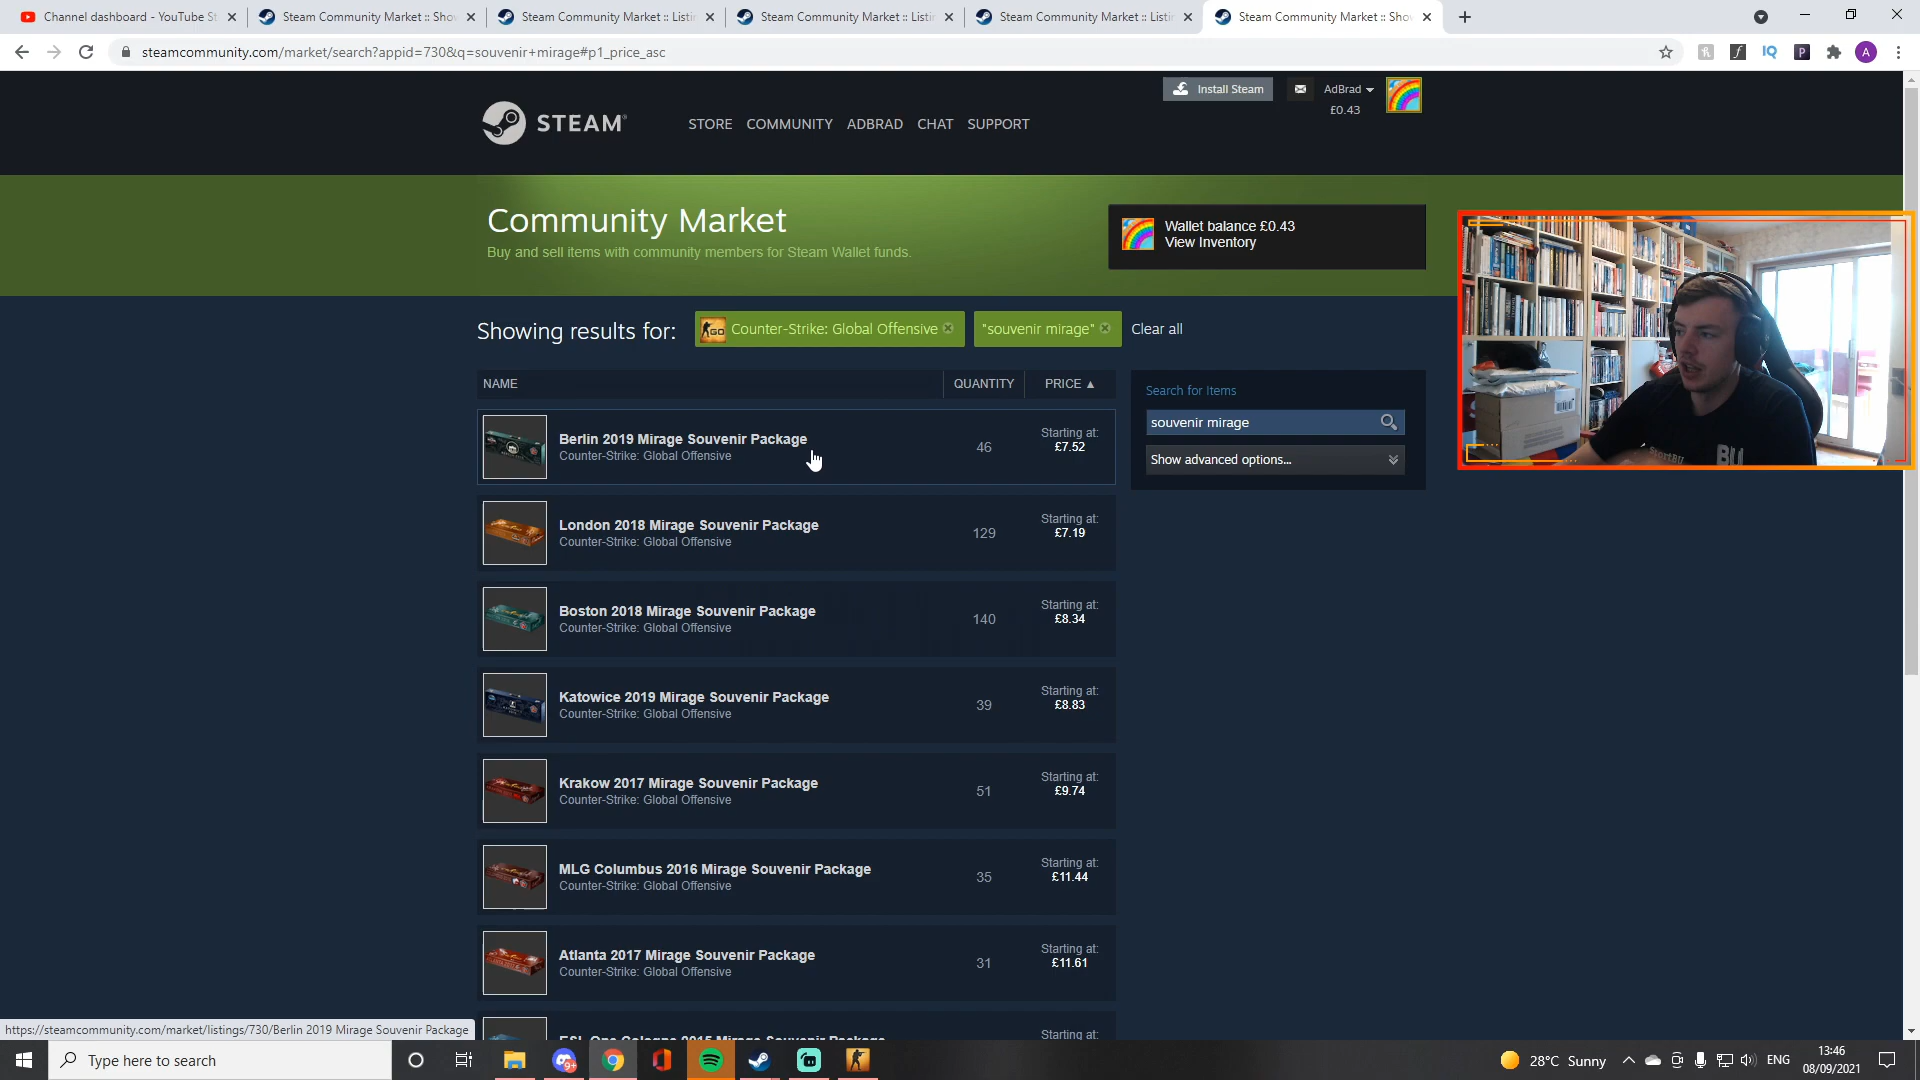 Channel dashboard - YouTube St
Steam Community Market :: Sho
Steam Community Market :: Listi
Steam Community Market :: Listi
Steam Community Market :: Listi
Steam Community Market :: Sho
steamcommunity.com/market/search?appid=730&q=souvenir+mirage#p1_price_asc
IQ
P
A
Install Steam
AdBrad
£0.43
STEAM
STORE COMMUNITY ADBRAD CHAT SUPPORT
Community Market
Buy and sell items with community members for Steam Wallet funds.
Wallet balance £0.43
View Inventory
Showing results for:
GO
Counter-Strike: Global Offensive
"souvenir mirage"
Clear all
NAME QUANTITY PRICE ▲
Search for Items
souvenir mirage
Show advanced options...
Berlin 2019 Mirage Souvenir Package
Counter-Strike: Global Offensive
46
Starting at:
£7.52
London 2018 Mirage Souvenir Package
Counter-Strike: Global Offensive
129
Starting at:
£7.19
Boston 2018 Mirage Souvenir Package
Counter-Strike: Global Offensive
140
Starting at:
£8.34
Katowice 2019 Mirage Souvenir Package
Counter-Strike: Global Offensive
39
Starting at:
£8.83
Krakow 2017 Mirage Souvenir Package
Counter-Strike: Global Offensive
51
Starting at:
£9.74
MLG Columbus 2016 Mirage Souvenir Package
Counter-Strike: Global Offensive
35
Starting at:
£11.44
Atlanta 2017 Mirage Souvenir Package
Counter-Strike: Global Offensive
31
Starting at:
£11.61
ESL One Cologne 2015 Mirage Souvenir Package
Starting at:
BU
https://steamcommunity.com/market/listings/730/Berlin 2019 Mirage Souvenir Package
Type here to search
28°C Sunny
ENG
13:46
08/09/2021